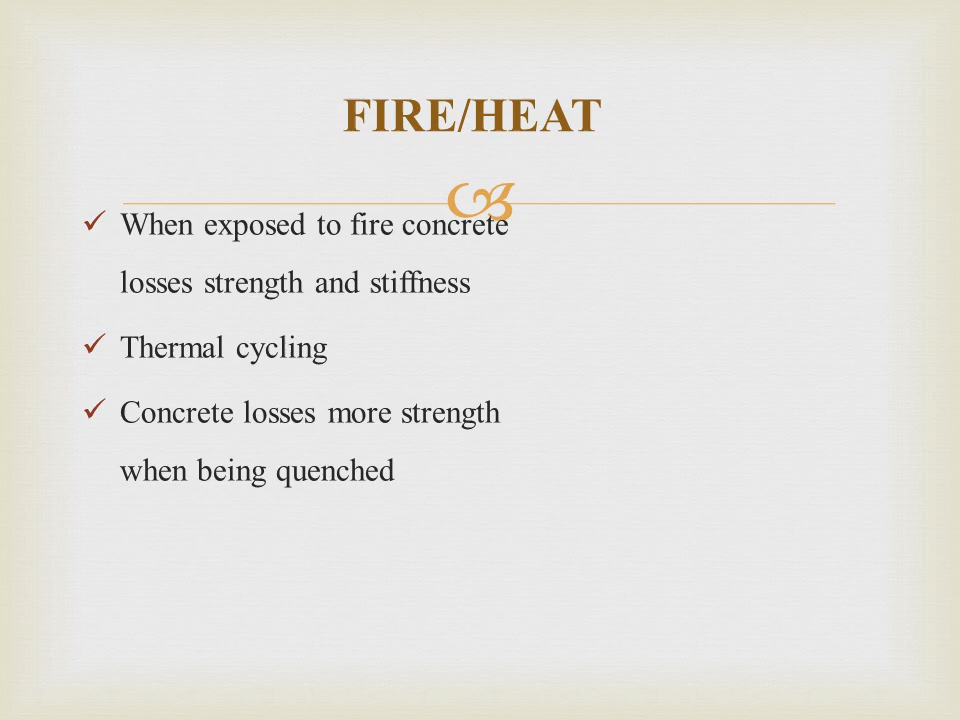 FIRE/HEAT
When exposed to fire concrete
losses strength and stiffness
Thermal cycling
Concrete losses more strength
when being quenched